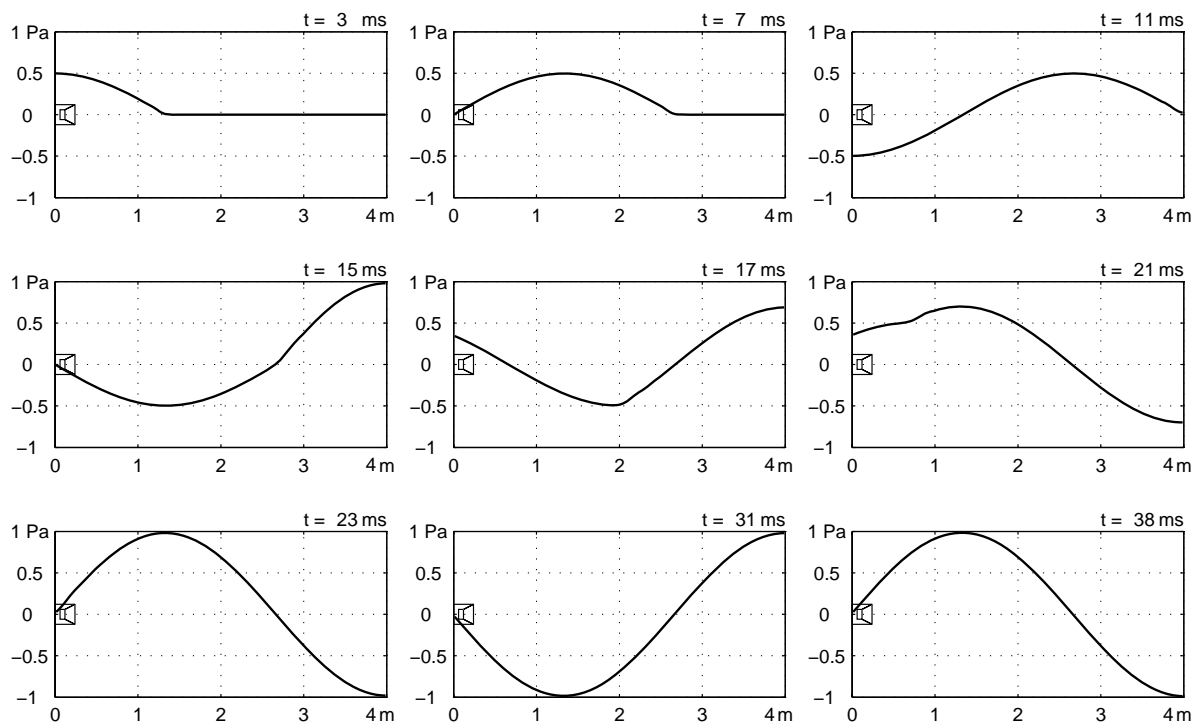 t = 3 ms
1 Pa
0.5
0
−0.5
−1
0 1 2 3 4 m
t = 7 ms
1 Pa
0.5
0
−0.5
−1
0 1 2 3 4 m
t = 11 ms
1 Pa
0.5
0
−0.5
−1
0 1 2 3 4 m
t = 15 ms
1 Pa
0.5
0
−0.5
−1
0 1 2 3 4 m
t = 17 ms
1 Pa
0.5
0
−0.5
−1
0 1 2 3 4 m
t = 21 ms
1 Pa
0.5
0
−0.5
−1
0 1 2 3 4 m
t = 23 ms
1 Pa
0.5
0
−0.5
−1
0 1 2 3 4 m
t = 31 ms
1 Pa
0.5
0
−0.5
−1
0 1 2 3 4 m
t = 38 ms
1 Pa
0.5
0
−0.5
−1
0 1 2 3 4 m